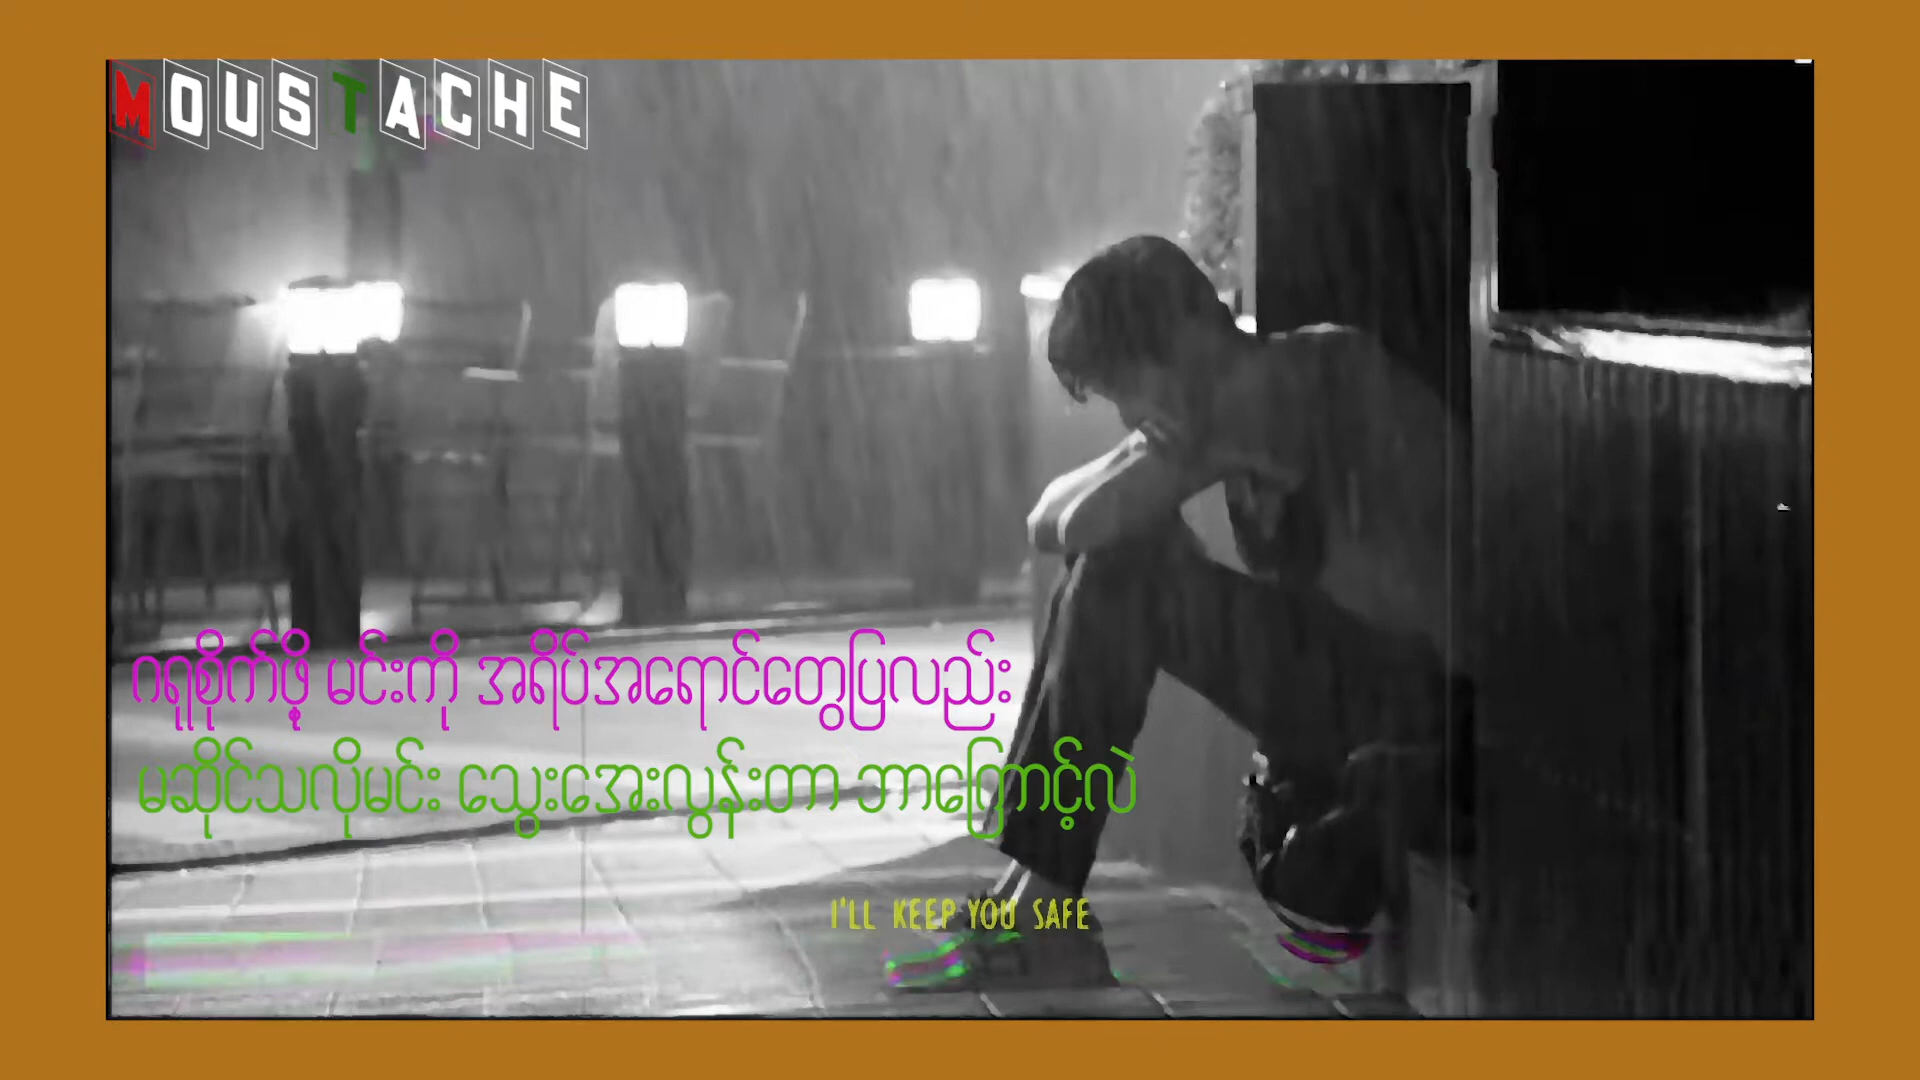 MOUSTACHE
ဂရုစိုက်ဖို့ မင်းကို အရိပ်အရောင်တွေပြလည်း
မဆိုင်သလိုမင်း သွေးအေးလွန်းတာ ဘာကြောင့်လဲ
I'LL KEEP YOU SAFE